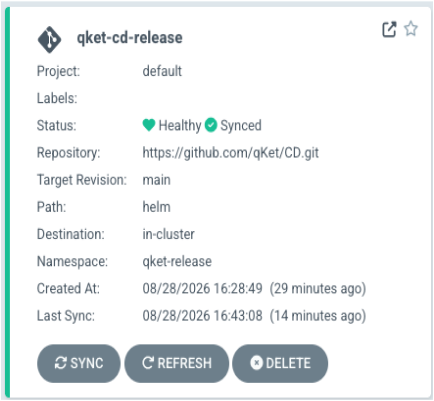 qket-cd-release
Project: default
Labels:
Status: Healthy Synced
Repository: https://github.com/qKet/CD.git
Target Revision: main
Path: helm
Destination: in-cluster
Namespace: qket-release
Created At: 08/28/2026 16:28:49 (29 minutes ago)
Last Sync: 08/28/2026 16:43:08 (14 minutes ago)
SYNC REFRESH DELETE